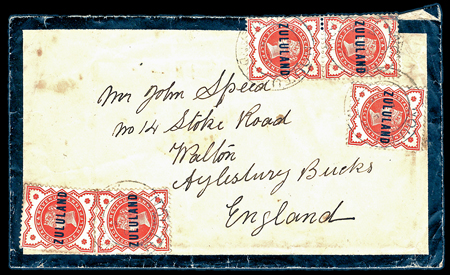 ZULULAND
ZULULAND
ZULULAND
Mr John Speed
No 14 Stoke Road
Walton
Aylesbury Bucks
England
ZULULAND
ZULULAND